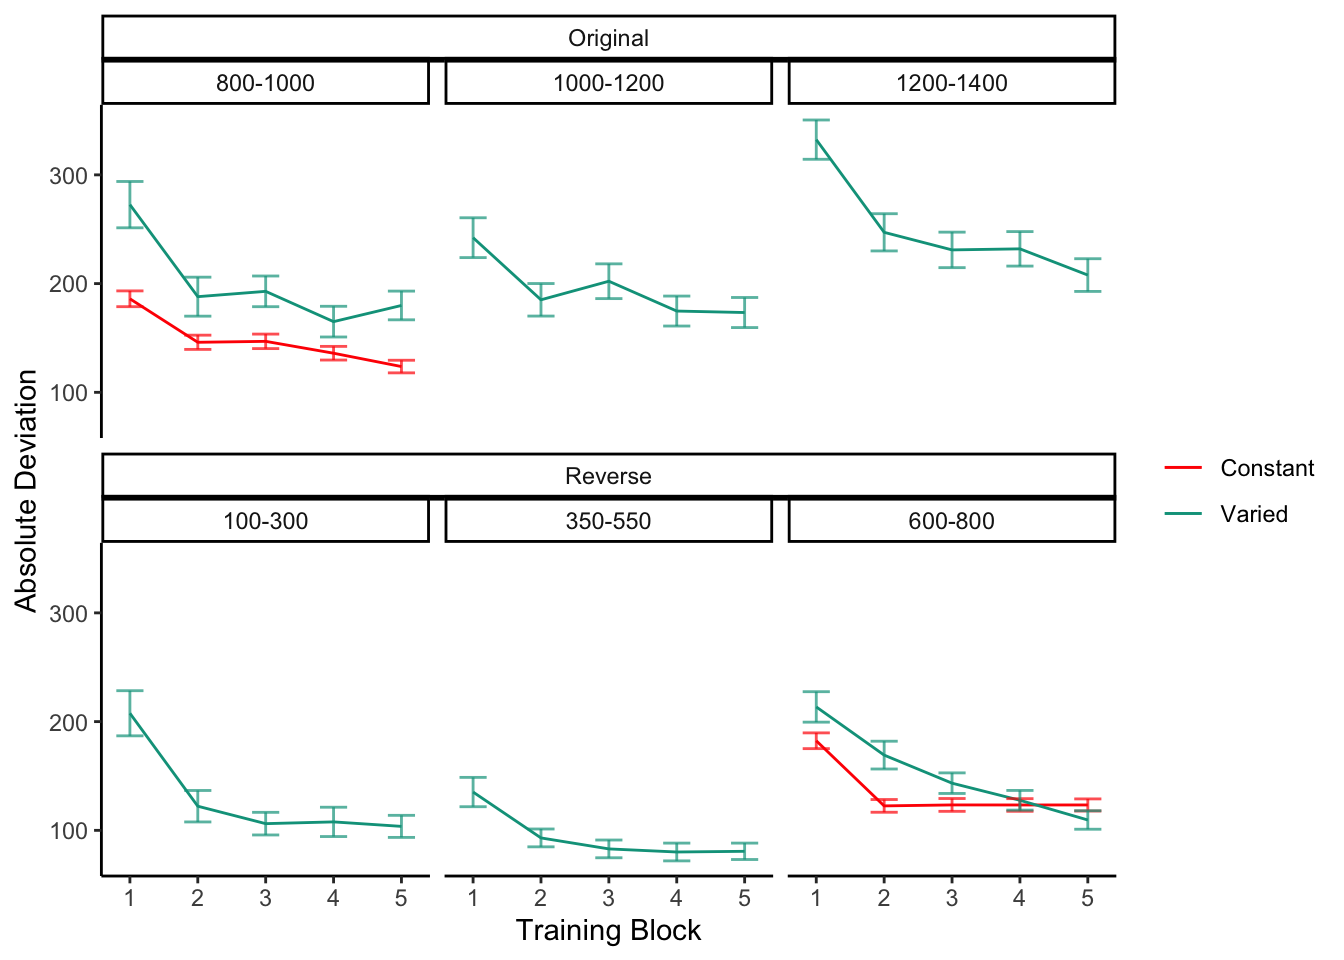 Original
800-1000 1000-1200 1200-1400
300
200
100
Absolute Deviation
Reverse
100-300 350-550 600-800
300
200
100
1 2 3 4 5 1 2 3 4 5 1 2 3 4 5
Training Block
Constant
Varied